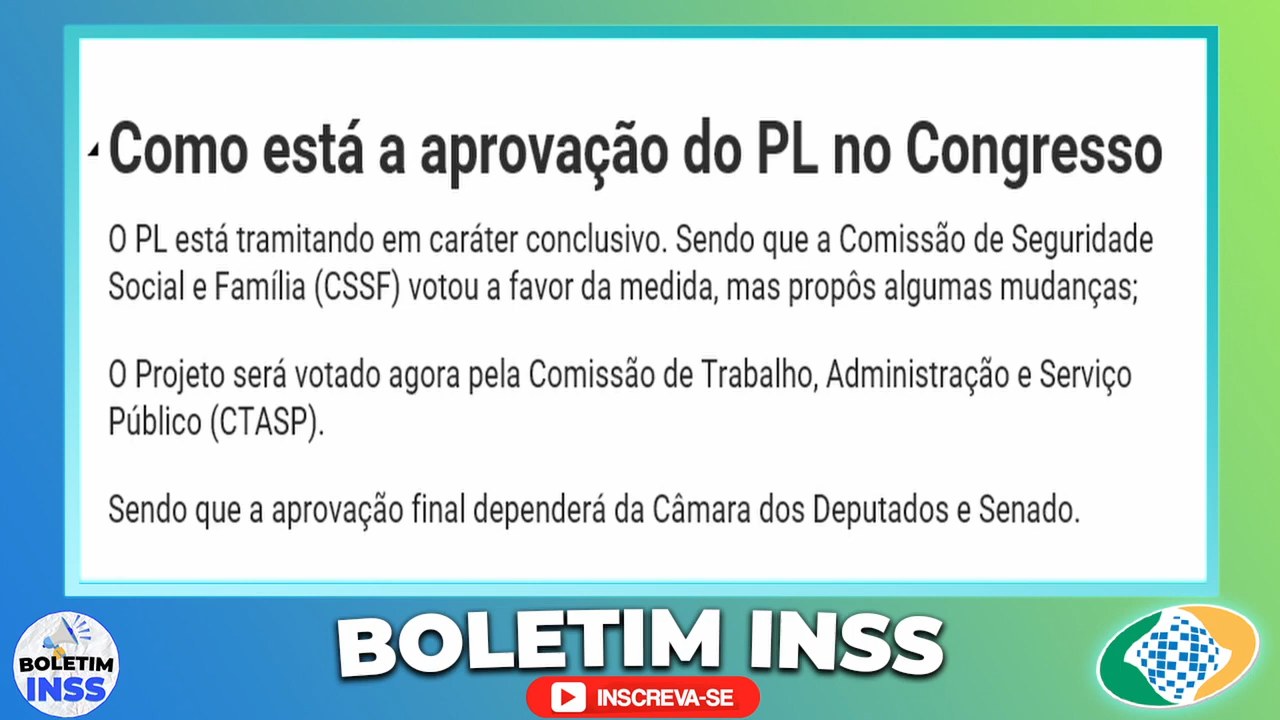 Como está a aprovação do PL no Congresso
O PL está tramitando em caráter conclusivo. Sendo que a Comissão de Seguridade
Social e Família (CSSF) votou a favor da medida, mas propôs algumas mudanças;
O Projeto será votado agora pela Comissão de Trabalho, Administração e Serviço
Público (CTASP).
Sendo que a aprovação final dependerá da Câmara dos Deputados e Senado.
BOLETIM
INSS
BOLETIM INSS
INSCREVA-SE